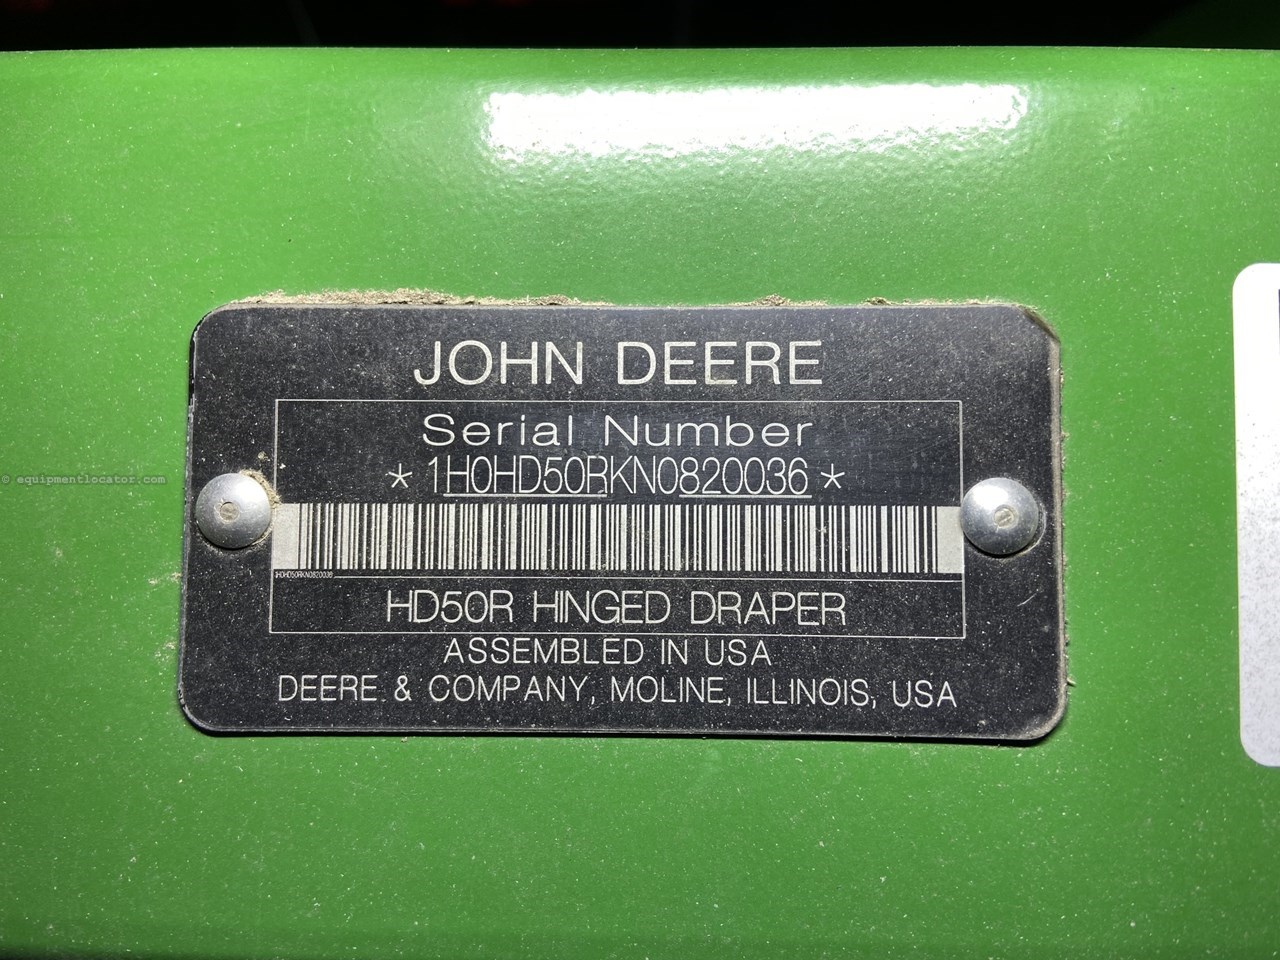 JOHN DEERE
Serial Number
*1H0HD50RKN0820036*
1H0HD50RKN0820036
HD50R HINGED DRAPER
ASSEMBLED IN USA
DEERE & COMPANY, MOLINE, ILLINOIS, USA
© equipmentlocator.com